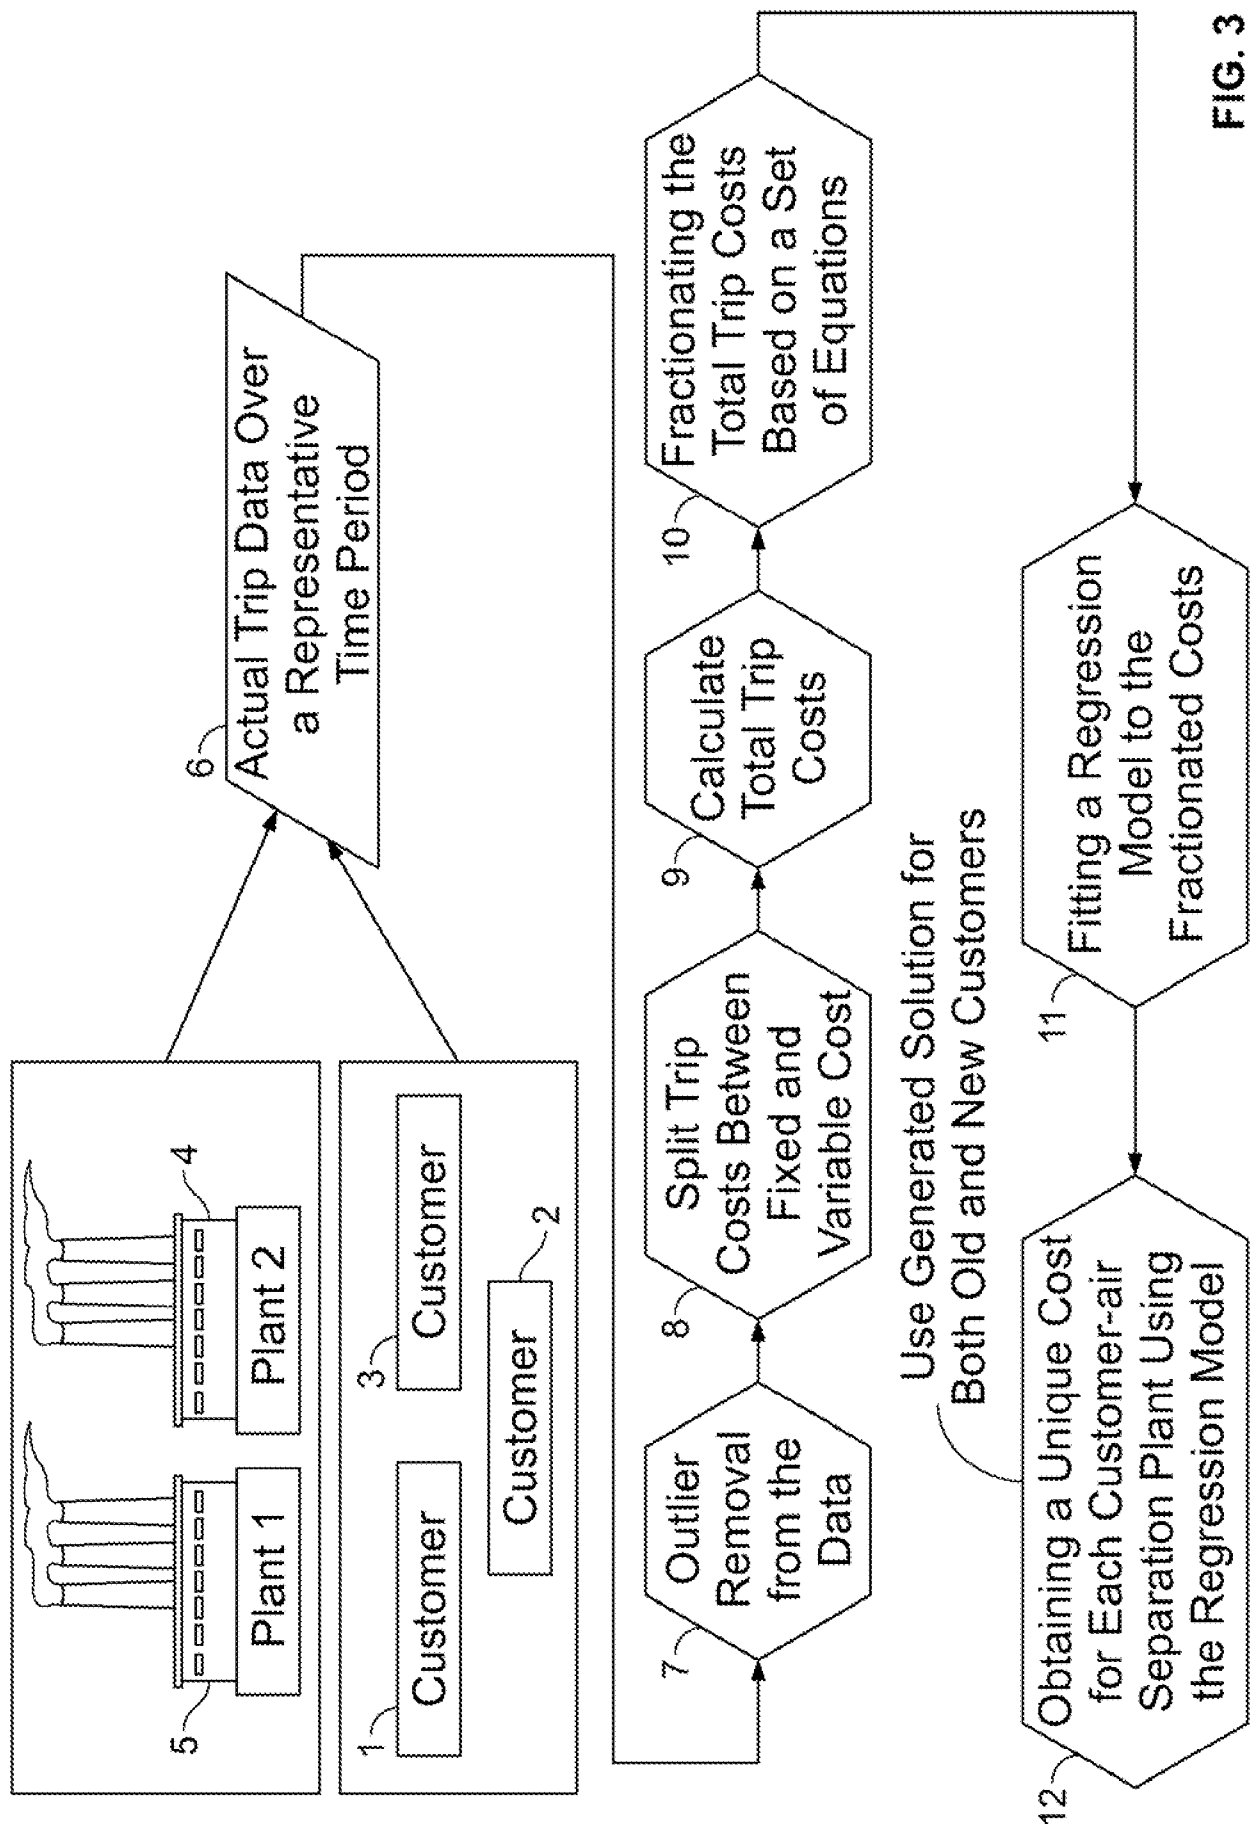 5
Plant 1
4
Plant 2
1
Customer
3
Customer
2
Customer
6
Actual Trip Data Over
a Representative
Time Period
7
Outlier
Removal
from the
Data
8
Split Trip
Costs Between
Fixed and
Variable Cost
9
Calculate
Total Trip
Costs
10
Fractionating the
Total Trip Costs
Based on a Set
of Equations
11
Fitting a Regression
Model to the
Fractionated Costs
Use Generated Solution for
Both Old and New Customers
12
Obtaining a Unique Cost
for Each Customer-air
Separation Plant Using
the Regression Model
FIG. 3